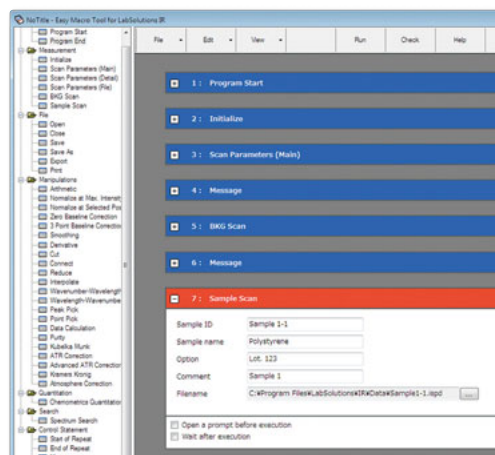 NoTitle - Easy Macro Tool for LabSolutions IR
File
Edit
View
Run
Check
Help
Program Start
Program End
Measurement
Initialize
Scan Parameters (Main)
Scan Parameters (Detail)
Scan Parameters (File)
BKG Scan
Sample Scan
File
Open
Close
Save
Save As
Export
Print
Manipulations
Arithmetic
Normalize at Max. Intensity
Normalize at Selected Pos
Zero Baseline Correction
3 Point Baseline Correction
Smoothing
Derivative
Cut
Connect
Reduce
Interpolate
Wavenumber-Wavelength
Wavelength-Wavenumbe
Peak Pick
Point Pick
Data Calculation
Purity
Kubelka Munk
ATR Correction
Advanced ATR Correction
Kramers Kronig
Atmosphere Correction
Quantitation
Chemometrics Quantitation
Search
Spectrum Search
Control Statement
Start of Repeat
End of Repeat
1 : Program Start
2 : Initialize
3 : Scan Parameters (Main)
4 : Message
5 : BKG Scan
6 : Message
7 : Sample Scan
Sample ID Sample 1-1
Sample name Polystyrene
Option Lot. 123
Comment Sample 1
Filename C:¥Program Files¥LabSolutions¥IR¥Data¥Sample1-1.ispd ...
Open a prompt before execution
Wait after execution